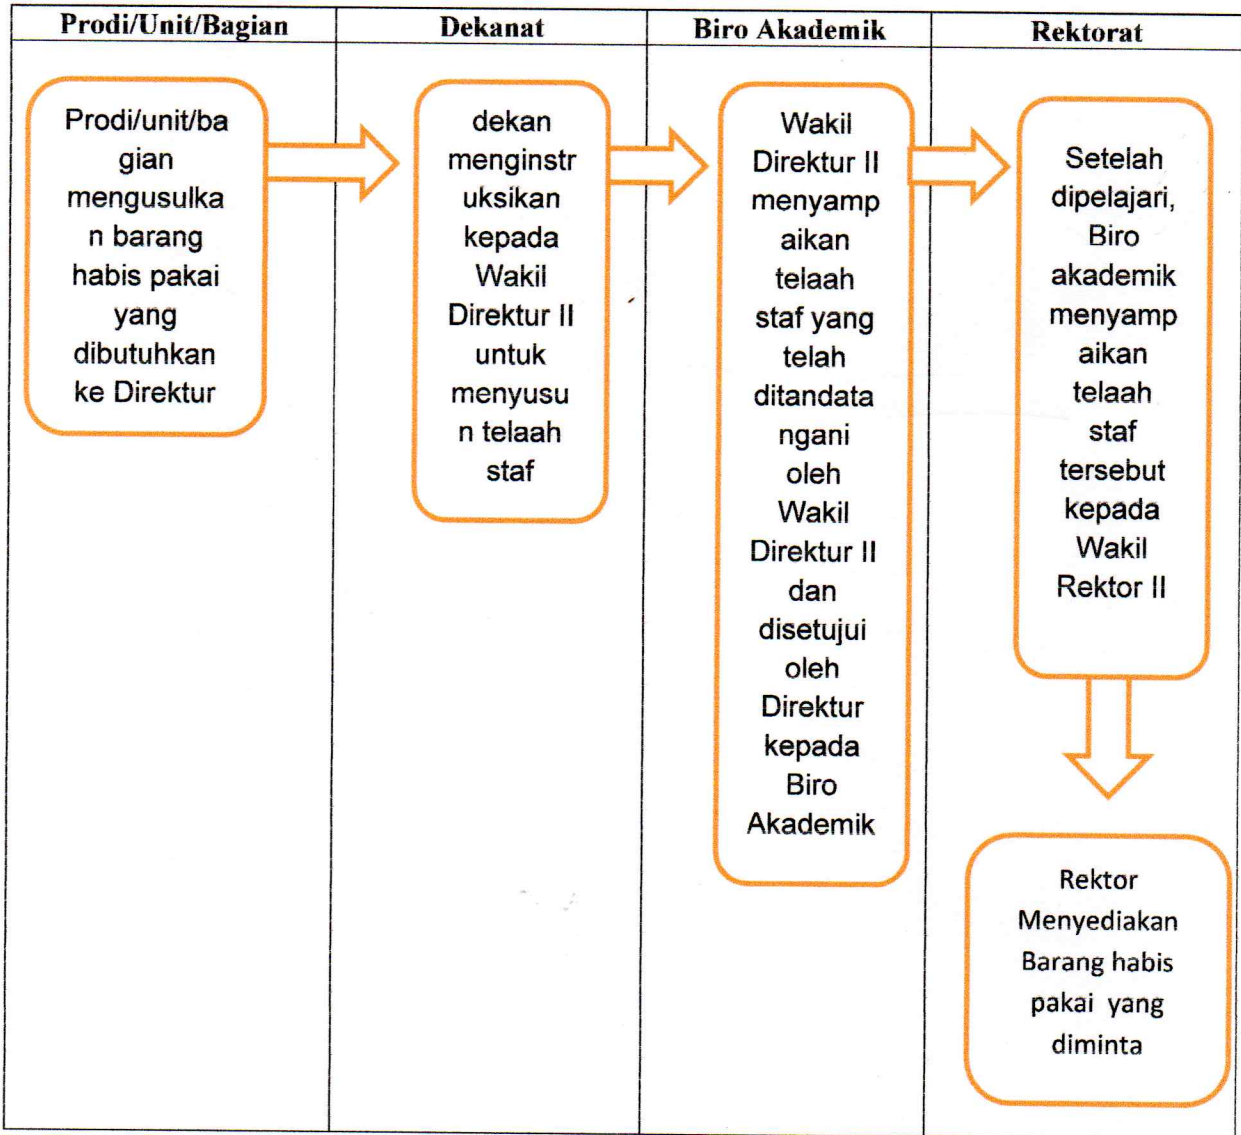 Prodi/Unit/Bagian
Dekanat
Biro Akademik
Rektorat
Prodi/unit/ba
gian
mengusulka
n barang
habis pakai
yang
dibutuhkan
ke Direktur
dekan
menginstr
uksikan
kepada
Wakil
Direktur II
untuk
menyusu
n telaah
staf
Wakil
Direktur II
menyamp
aikan
telaah
staf yang
telah
ditandata
ngani
oleh
Wakil
Direktur II
dan
disetujui
oleh
Direktur
kepada
Biro
Akademik
Setelah
dipelajari,
Biro
akademik
menyamp
aikan
telaah
staf
tersebut
kepada
Wakil
Rektor II
Rektor
Menyediakan
Barang habis
pakai yang
diminta